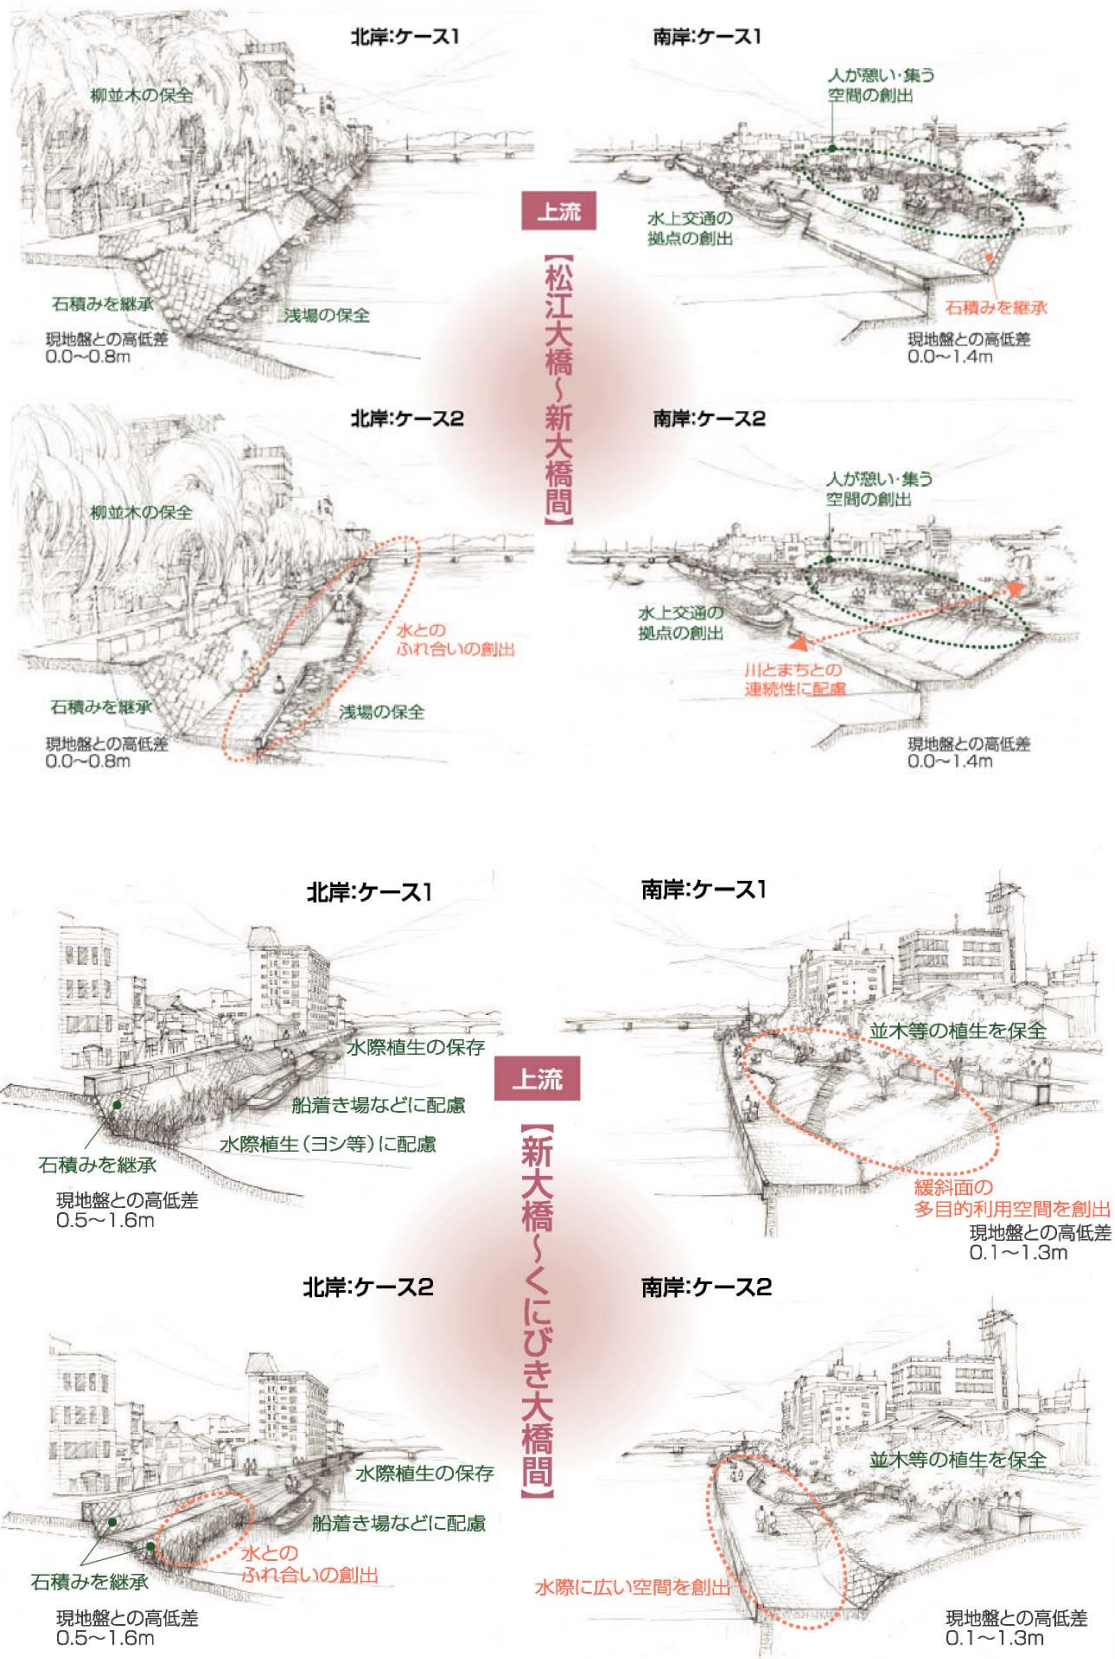 北岸:ケース1
柳並木の保全
石積みを継承
浅場の保全
現地盤との高低差
0.0〜0.8m
南岸:ケース1
人が憩い・集う
空間の創出
水上交通の
拠点の創出
石積みを継承
現地盤との高低差
0.0〜1.4m
上流
【松江大橋〜新大橋間】
北岸:ケース2
柳並木の保全
水との
ふれ合いの創出
石積みを継承
浅場の保全
現地盤との高低差
0.0〜0.8m
南岸:ケース2
人が憩い・集う
空間の創出
水上交通の
拠点の創出
川とまちとの
連続性に配慮
現地盤との高低差
0.0〜1.4m
北岸:ケース1
水際植生の保存
船着き場などに配慮
水際植生(ヨシ等)に配慮
石積みを継承
現地盤との高低差
0.5〜1.6m
南岸:ケース1
並木等の植生を保全
緩斜面の
多目的利用空間を創出
現地盤との高低差
0.1〜1.3m
上流
【新大橋〜くにびき大橋間】
北岸:ケース2
水際植生の保存
船着き場などに配慮
水との
ふれ合いの創出
石積みを継承
現地盤との高低差
0.5〜1.6m
南岸:ケース2
並木等の植生を保全
水際に広い空間を創出
現地盤との高低差
0.1〜1.3m